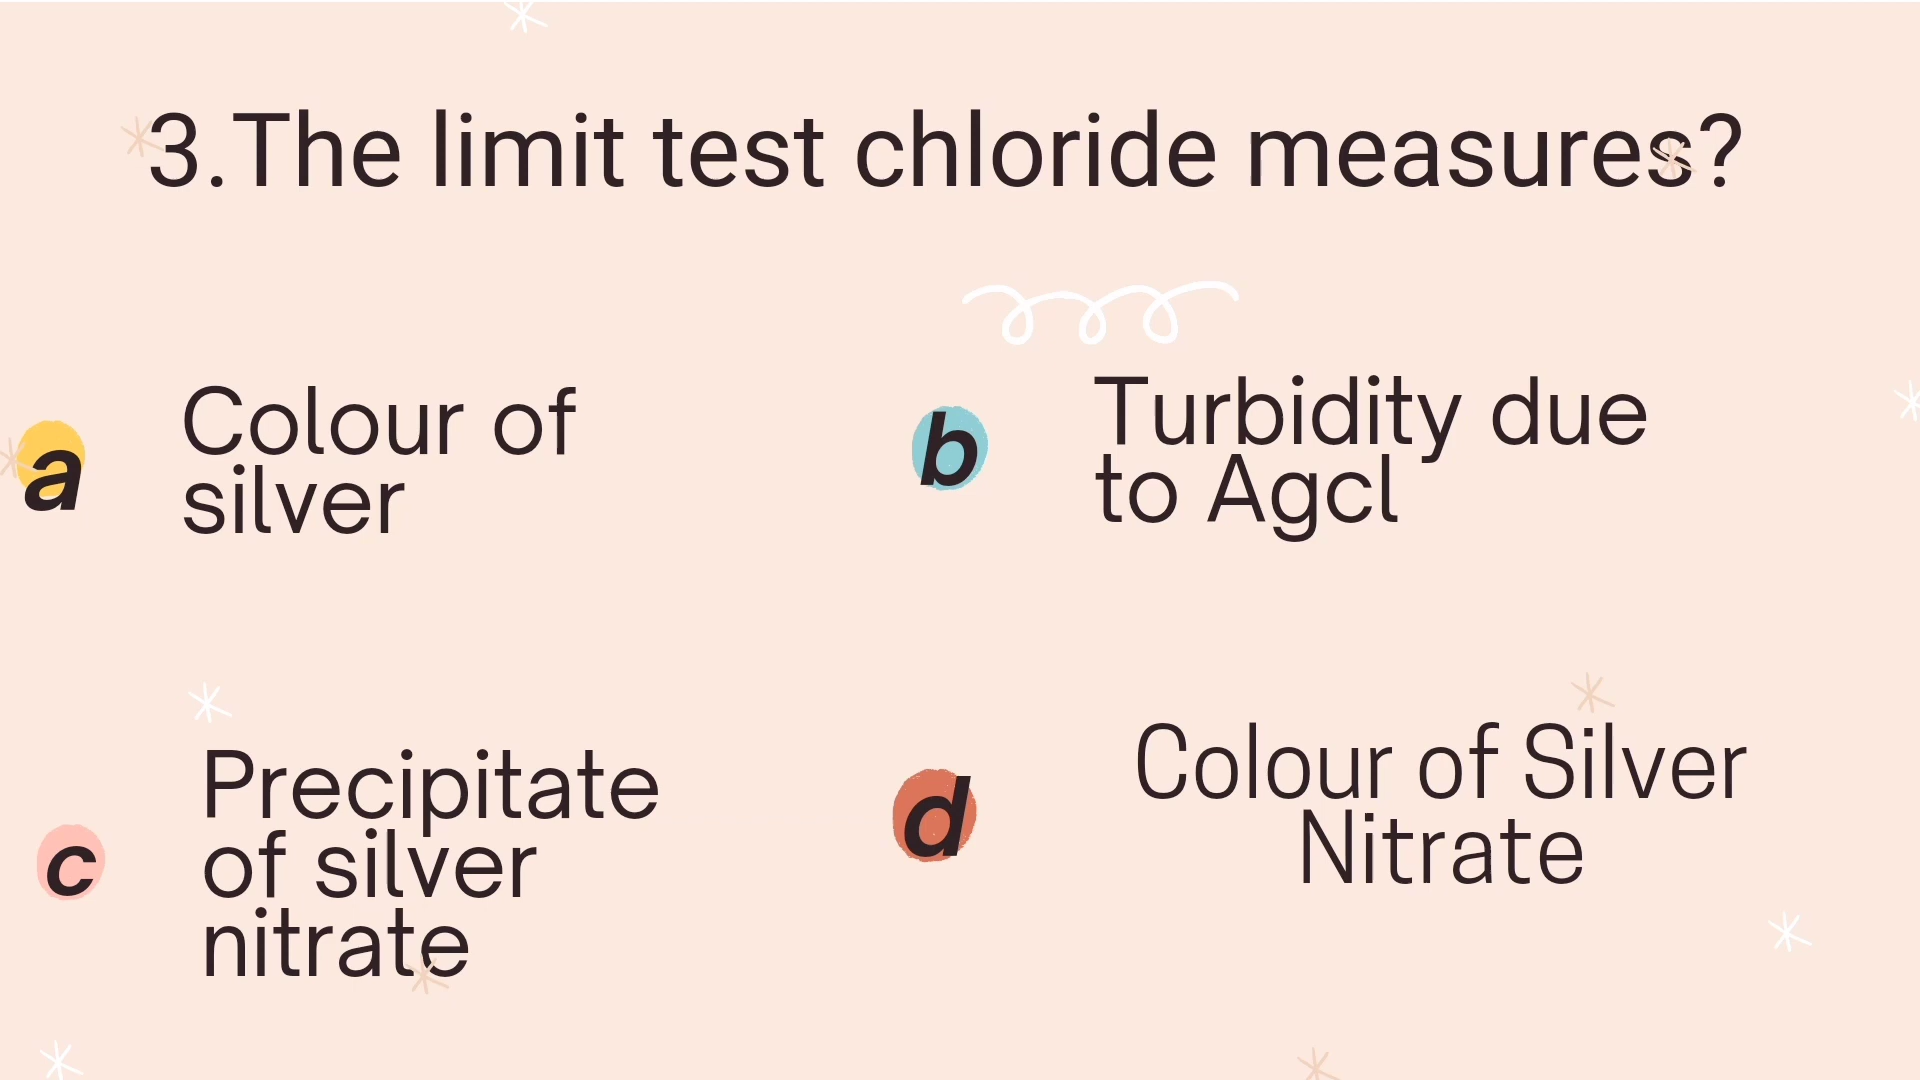 3.The limit test chloride measures?
a
Colour of
silver
b
Turbidity due
to Agcl
c
Precipitate
of silver
nitrate
d
Colour of Silver
Nitrate